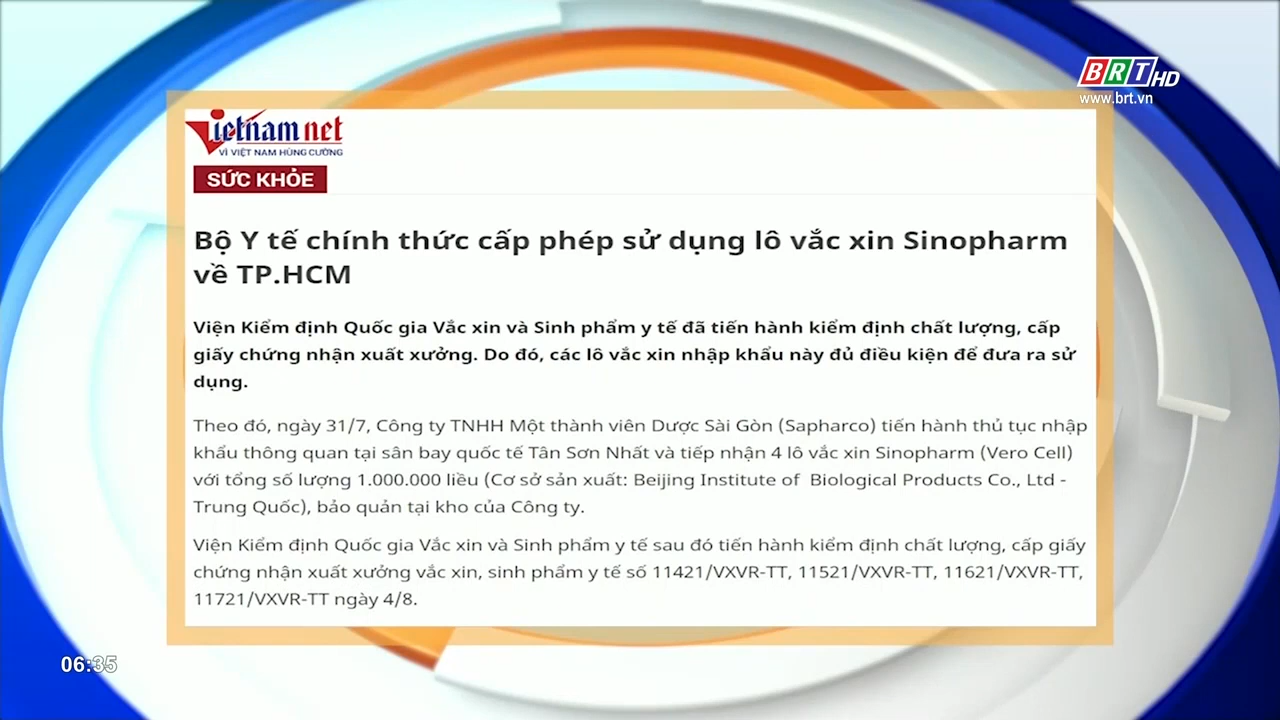 BRT HD
www.brt.vn
Vietnam net
VÌ VIỆT NAM HÙNG CƯỜNG
SỨC KHỎE
Bộ Y tế chính thức cấp phép sử dụng lô vắc xin Sinopharm
về TP.HCM
Viện Kiểm định Quốc gia Vắc xin và Sinh phẩm y tế đã tiến hành kiểm định chất lượng, cấp
giấy chứng nhận xuất xưởng. Do đó, các lô vắc xin nhập khẩu này đủ điều kiện để đưa ra sử
dụng.
Theo đó, ngày 31/7, Công ty TNHH Một thành viên Dược Sài Gòn (Sapharco) tiến hành thủ tục nhập
khẩu thông quan tại sân bay quốc tế Tân Sơn Nhất và tiếp nhận 4 lô vắc xin Sinopharm (Vero Cell)
với tổng số lượng 1.000.000 liều (Cơ sở sản xuất: Beijing Institute of Biological Products Co., Ltd -
Trung Quốc), bảo quản tại kho của Công ty.
Viện Kiểm định Quốc gia Vắc xin và Sinh phẩm y tế sau đó tiến hành kiểm định chất lượng, cấp giấy
chứng nhận xuất xưởng vắc xin, sinh phẩm y tế số 11421/VXVR-TT, 11521/VXVR-TT, 11621/VXVR-TT,
11721/VXVR-TT ngày 4/8.
06:35